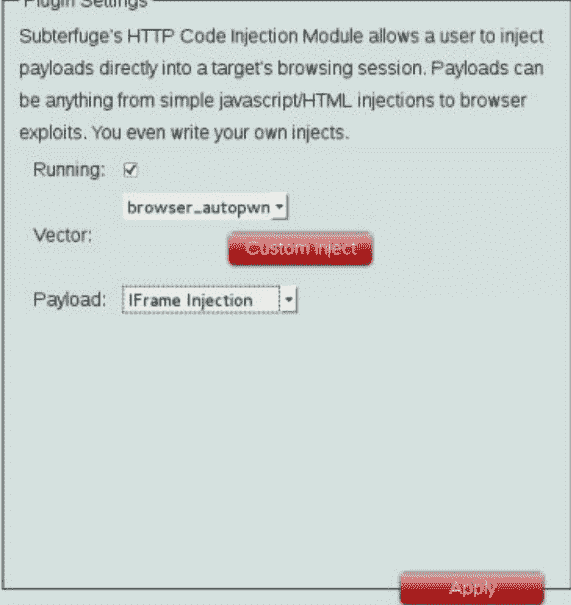 Plugin Settings
Subterfuge's HTTP Code Injection Module allows a user to inject
payloads directly into a target's browsing session. Payloads can
be anything from simple javascript/HTML injections to browser
exploits. You even write your own injects.
Running:
browser_autopwn
Vector:
Custom Inject
Payload: IFrame Injection
Apply